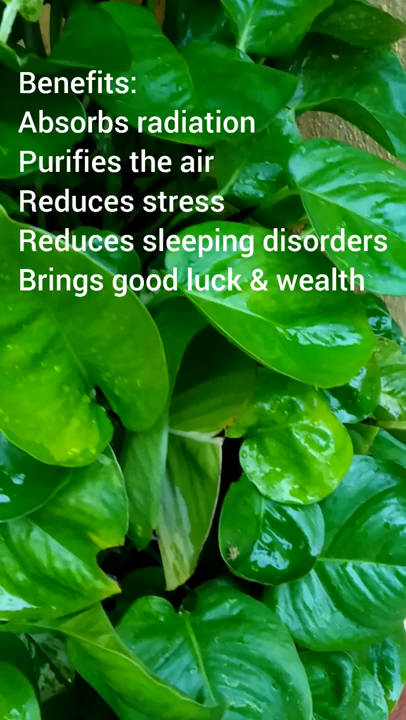 Benefits:
Absorbs radiation
Purifies the air
Reduces stress
Reduces sleeping disorders
Brings good luck & wealth